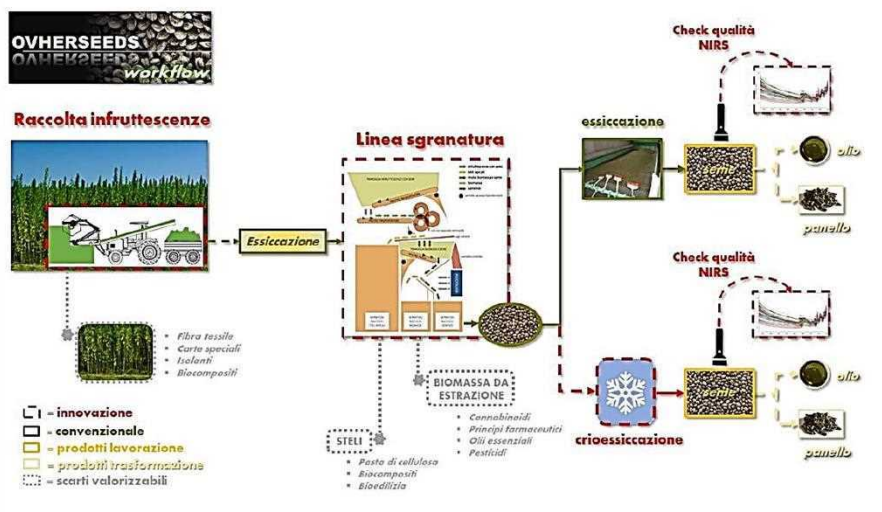 OVHERSEEDS
workflow
Raccolta infruttescenze
Essiccazione
Linea sgranatura
essiccazione
Check qualità
NIRS
seme
olio
panello
Check qualità
NIRS
seme
olio
panello
crioessiccazione
• Fibra tessile
• Carte speciali
• Isolanti
• Biocompositi
BIOMASSA DA
ESTRAZIONE
• Cannabinoidi
• Principi farmaceutici
• Olii essenziali
• Pesticidi
STELI
• Pasta di cellulosa
• Biocompositi
• Bioedilizia
= innovazione
= convenzionale
= prodotti lavorazione
= prodotti trasformazione
= scarti valorizzabili